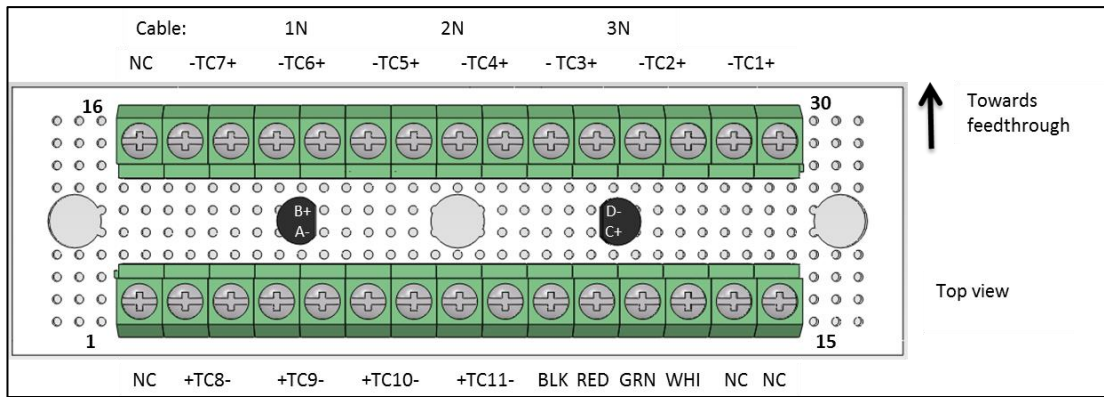 Cable: 1N 2N 3N
NC -TC7+ -TC6+ -TC5+ -TC4+ - TC3+ -TC2+ -TC1+
16 30
Towards
feedthrough
B+ D-
A- C+
Top view
1 15
NC +TC8- +TC9- +TC10- +TC11- BLK RED GRN WHI NC NC